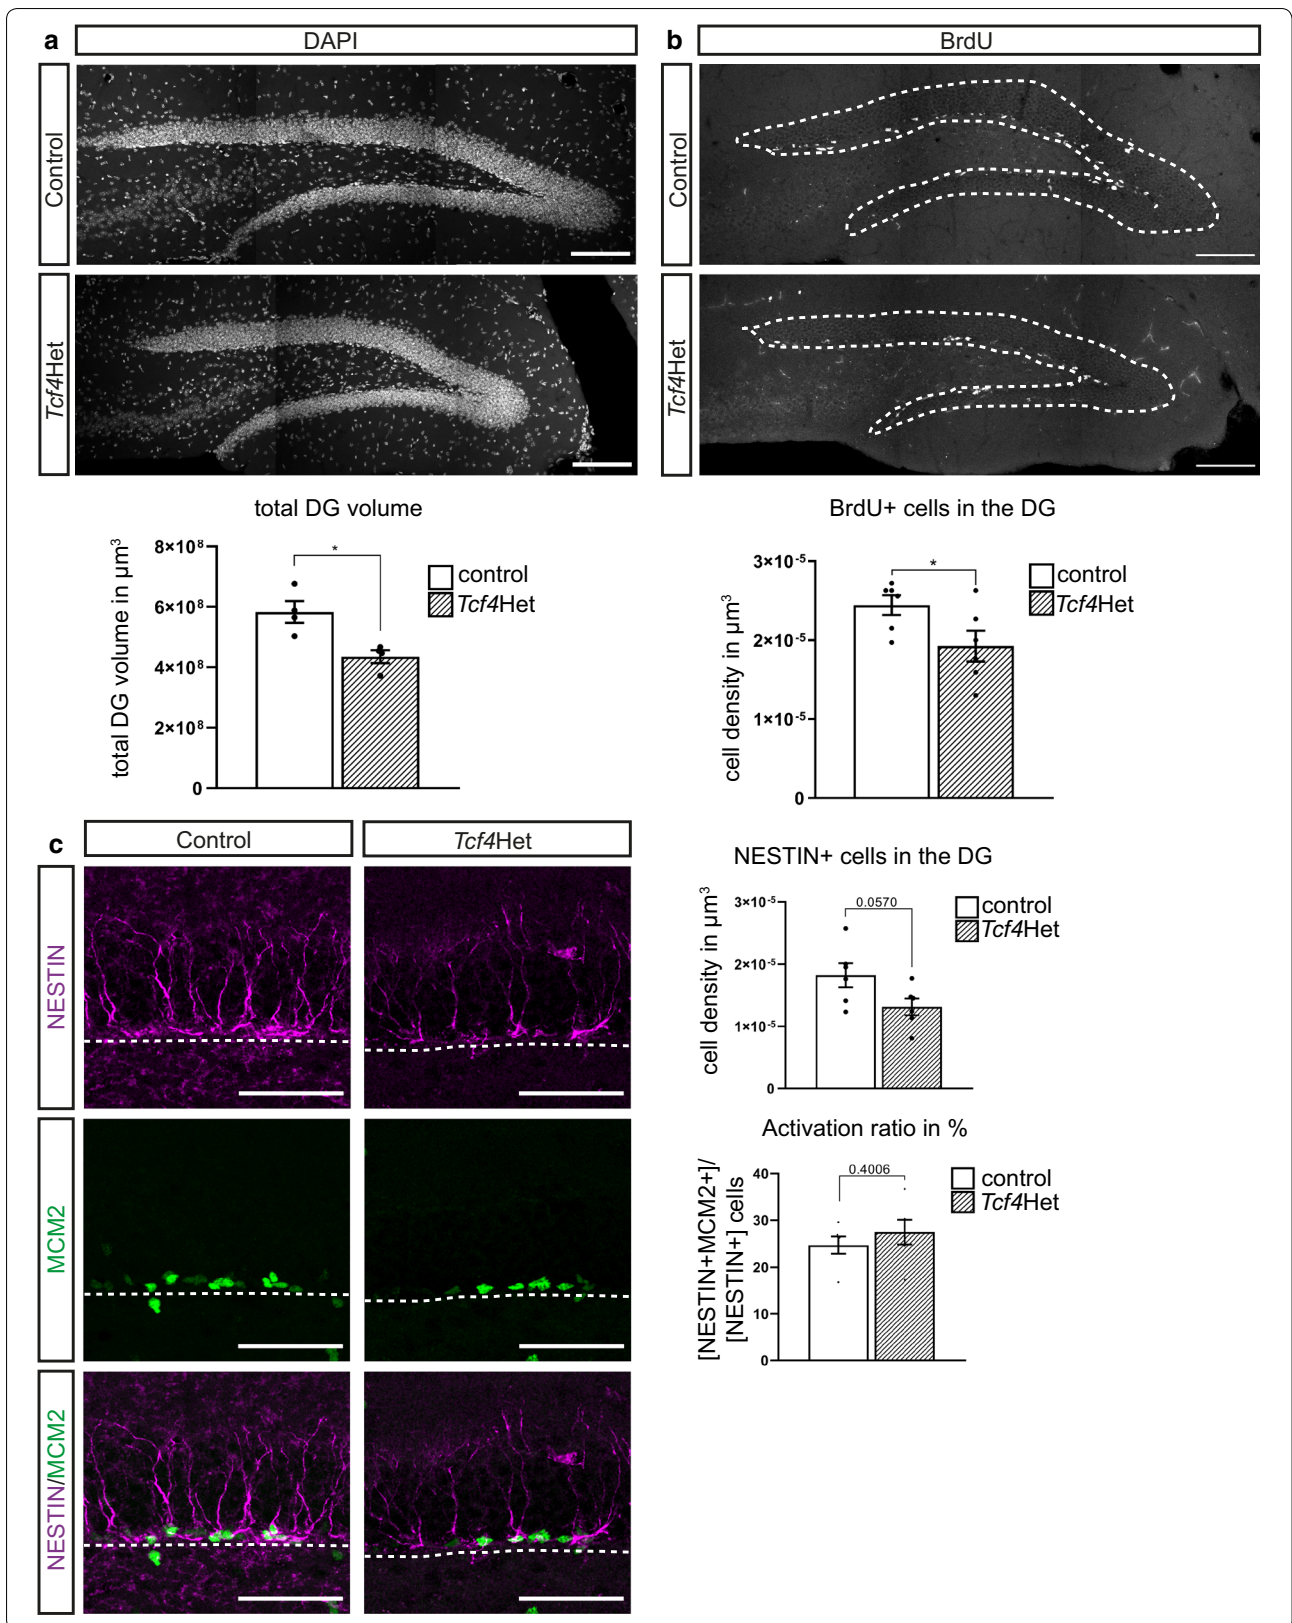 a
DAPI
Control
Tcf4Het
total DG volume
total DG volume in µm³
8×10⁸
6×10⁸
4×10⁸
2×10⁸
0
*
control
Tcf4Het
b
BrdU
Control
Tcf4Het
BrdU+ cells in the DG
cell density in µm³
3×10⁻⁵
2×10⁻⁵
1×10⁻⁵
0
*
control
Tcf4Het
c
Control
Tcf4Het
NESTIN
MCM2
NESTIN/MCM2
NESTIN+ cells in the DG
cell density in µm³
3×10⁻⁵
2×10⁻⁵
1×10⁻⁵
0
0.0570
control
Tcf4Het
Activation ratio in %
[NESTIN+MCM2+]/
[NESTIN+] cells
40
30
20
10
0
0.4006
control
Tcf4Het